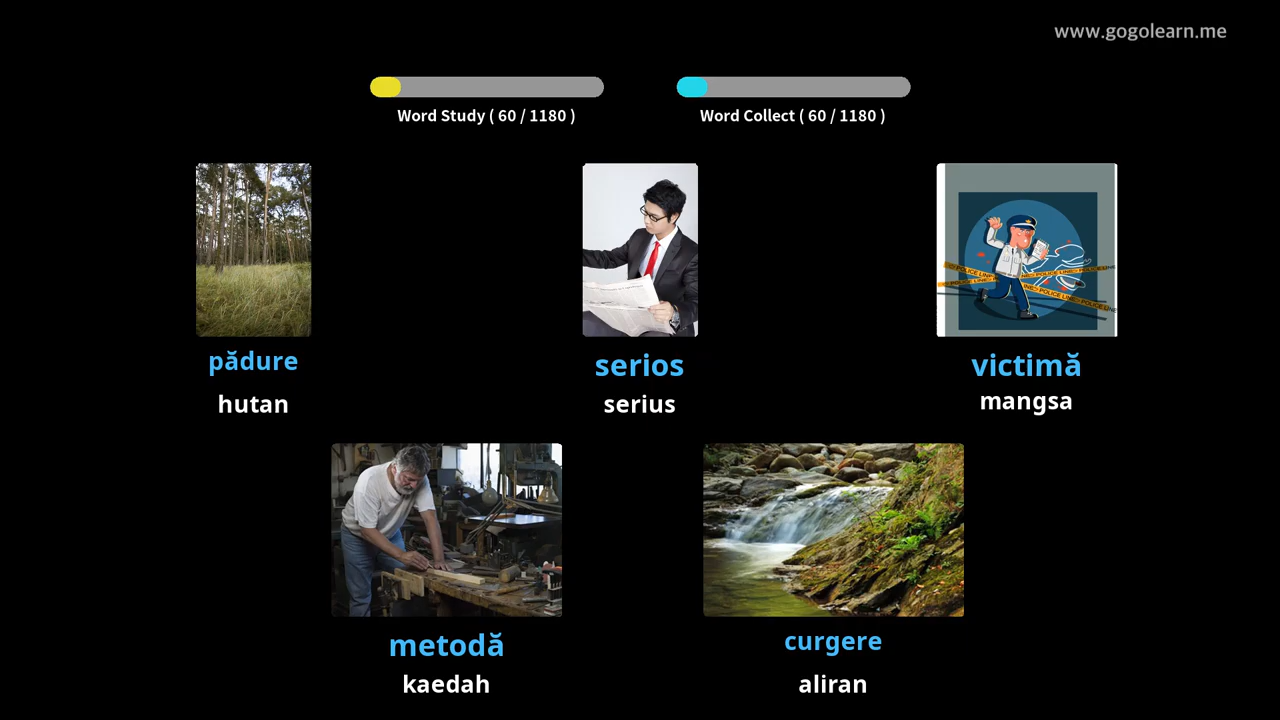 www.gogolearn.me
Word Study ( 60 / 1180 )
Word Collect ( 60 / 1180 )
pădure
hutan
serios
serius
victimă
mangsa
metodă
kaedah
curgere
aliran